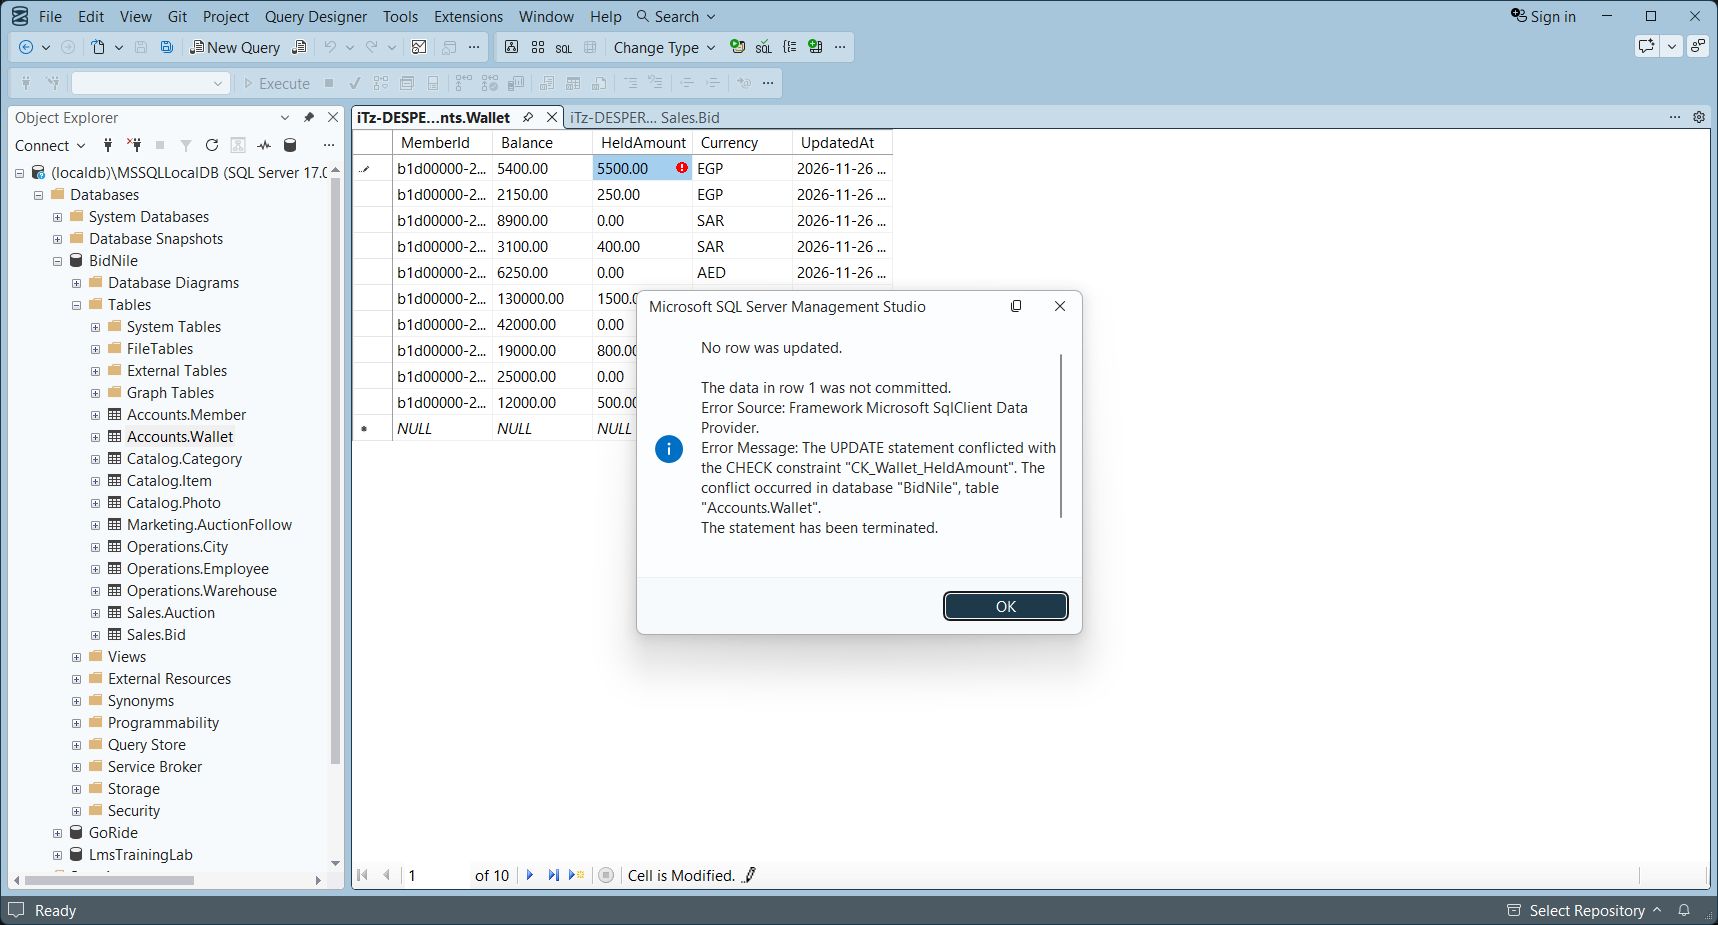 File Edit View Git Project Query Designer Tools Extensions Window Help Search Sign in
New Query SQL Change Type SQL
Execute
Object Explorer
Connect
(localdb)\MSSQLLocalDB (SQL Server 17.0
Databases
System Databases
Database Snapshots
BidNile
Database Diagrams
Tables
System Tables
FileTables
External Tables
Graph Tables
Accounts.Member
Accounts.Wallet
Catalog.Category
Catalog.Item
Catalog.Photo
Marketing.AuctionFollow
Operations.City
Operations.Employee
Operations.Warehouse
Sales.Auction
Sales.Bid
Views
External Resources
Synonyms
Programmability
Query Store
Service Broker
Storage
Security
GoRide
LmsTrainingLab
iTz-DESPE...nts.Wallet iTz-DESPER... Sales.Bid
MemberId Balance HeldAmount Currency UpdatedAt
b1d00000-2... 5400.00 5500.00 EGP 2026-11-26 ...
b1d00000-2... 2150.00 250.00 EGP 2026-11-26 ...
b1d00000-2... 8900.00 0.00 SAR 2026-11-26 ...
b1d00000-2... 3100.00 400.00 SAR 2026-11-26 ...
b1d00000-2... 6250.00 0.00 AED 2026-11-26 ...
b1d00000-2... 130000.00 1500.0
b1d00000-2... 42000.00 0.00
b1d00000-2... 19000.00 800.00
b1d00000-2... 25000.00 0.00
b1d00000-2... 12000.00 500.00
NULL NULL NULL
Microsoft SQL Server Management Studio
No row was updated.
The data in row 1 was not committed.
Error Source: Framework Microsoft SqlClient Data
Provider.
Error Message: The UPDATE statement conflicted with
the CHECK constraint "CK_Wallet_HeldAmount". The
conflict occurred in database "BidNile", table
"Accounts.Wallet".
The statement has been terminated.
OK
1 of 10 Cell is Modified.
Ready Select Repository